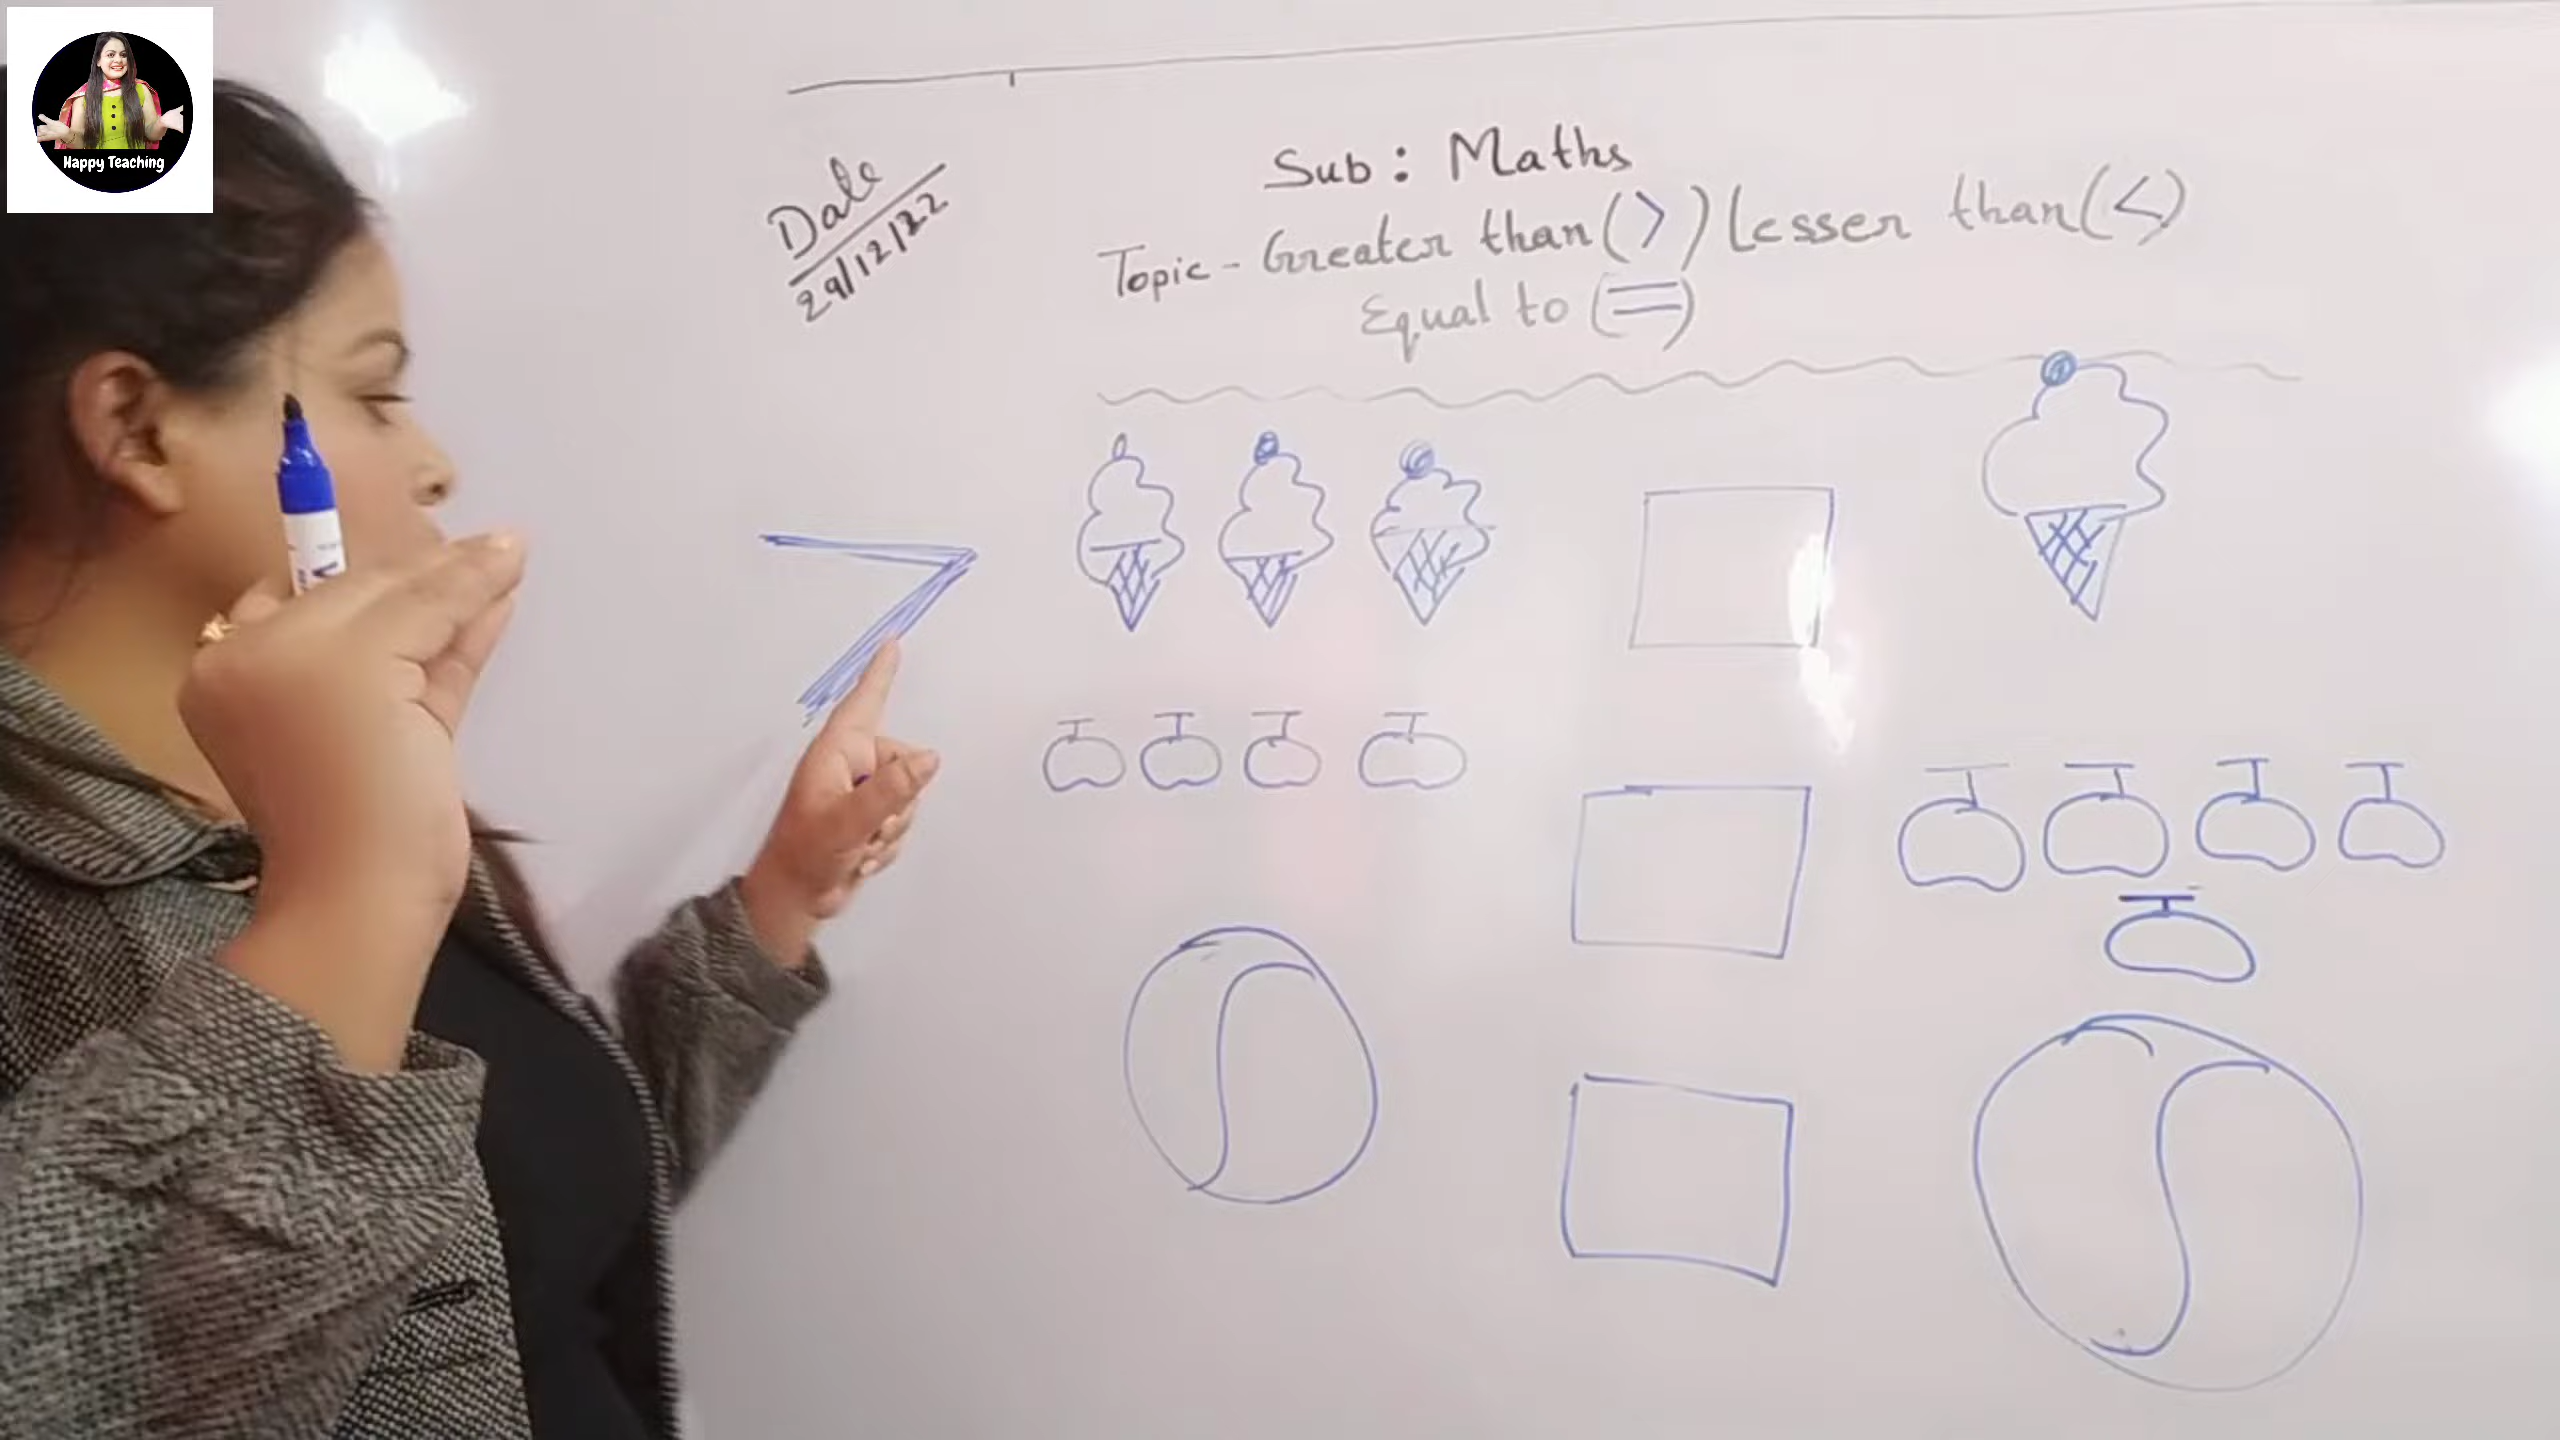 Happy Teaching
Date
29/12/22
Sub: Maths
Topic - Greater than (>) Lesser than (<)
Equal to (=)
>